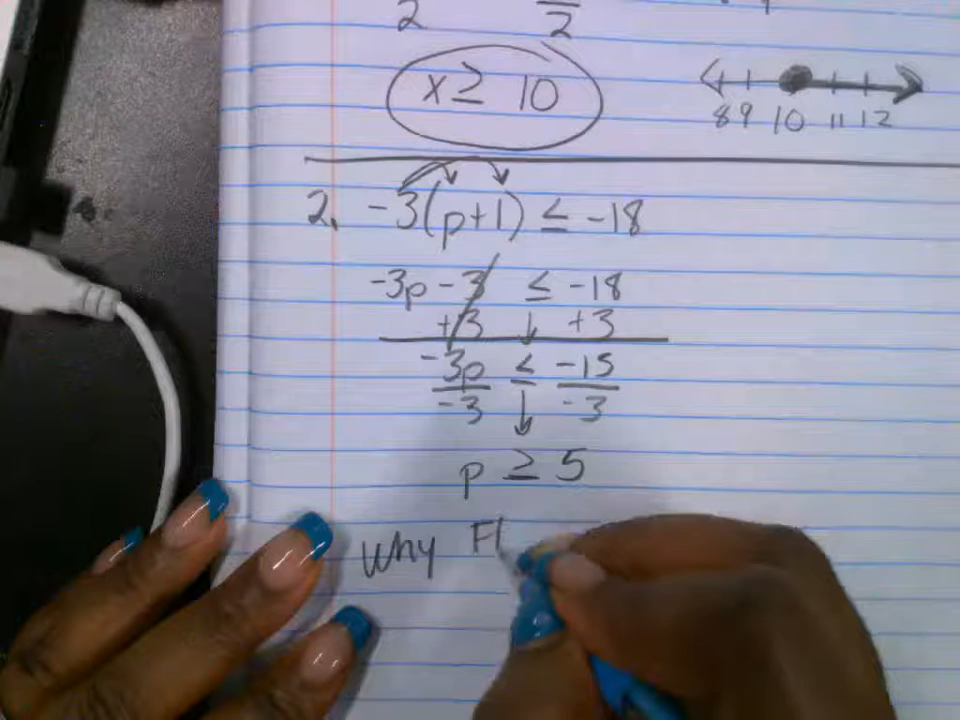 2 2
x ≥ 10
8 9 10 11 12
2. -3(p+1) ≤ -18
-3p - 3 ≤ -18
+3 ↓ +3
-3p ≤ -15
-3 ↓ -3
p ≥ 5
Why Fl